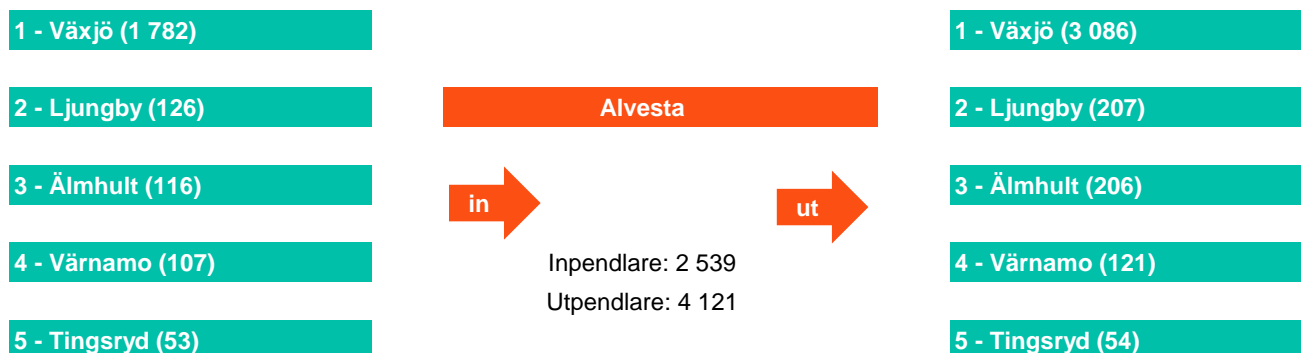 1 - Växjö (1 782)
2 - Ljungby (126)
3 - Älmhult (116)
4 - Värnamo (107)
5 - Tingsryd (53)
Alvesta
in
ut
Inpendlare: 2 539
Utpendlare: 4 121
1 - Växjö (3 086)
2 - Ljungby (207)
3 - Älmhult (206)
4 - Värnamo (121)
5 - Tingsryd (54)